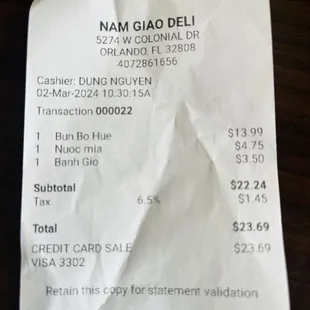 NAM GIAO DELI
5274 W COLONIAL DR
ORLANDO, FL 32808
4072861656
Cashier: DUNG NGUYEN
02-Mar-2024 10:30:15A
Transaction 000022
1 Bun Bo Hue $13.99
1 Nuoc mia $4.75
1 Banh Gio $3.50
Subtotal $22.24
Tax 6.5% $1.45
Total $23.69
CREDIT CARD SALE $23.69
VISA 3302
Retain this copy for statement validation